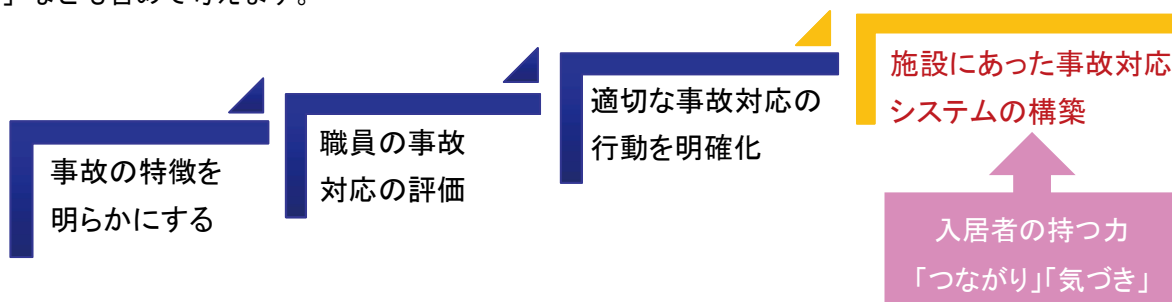 事故の特徴を
明らかにする
職員の事故
対応の評価
適切な事故対応の
行動を明確化
施設にあった事故対応
システムの構築
入居者の持つ力
「つながり」「気づき」